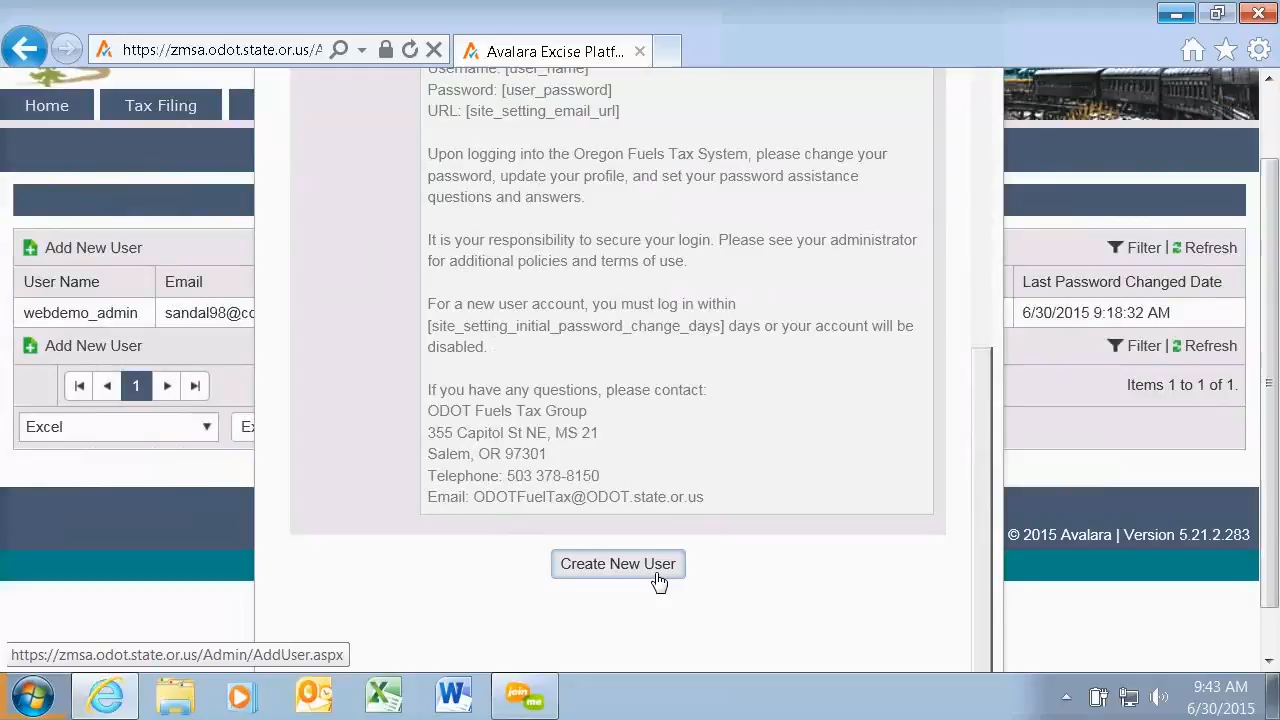 https://zmsa.odot.state.or.us/A
Avalara Excise Platf...
Home
Tax Filing
Username: [user_name]
Password: [user_password]
URL: [site_setting_email_url]
Upon logging into the Oregon Fuels Tax System, please change your
password, update your profile, and set your password assistance
questions and answers.
It is your responsibility to secure your login. Please see your administrator
for additional policies and terms of use.
For a new user account, you must log in within
[site_setting_initial_password_change_days] days or your account will be
disabled.
If you have any questions, please contact:
ODOT Fuels Tax Group
355 Capitol St NE, MS 21
Salem, OR 97301
Telephone: 503 378-8150
Email: ODOTFuelTax@ODOT.state.or.us
Create New User
Add New User
Filter | Refresh
User Name
Email
Last Password Changed Date
webdemo_admin
sandal98@co
6/30/2015 9:18:32 AM
Add New User
Filter | Refresh
1
Items 1 to 1 of 1.
Excel
Ex
© 2015 Avalara | Version 5.21.2.283
https://zmsa.odot.state.or.us/Admin/AddUser.aspx
join
me
9:43 AM
6/30/2015